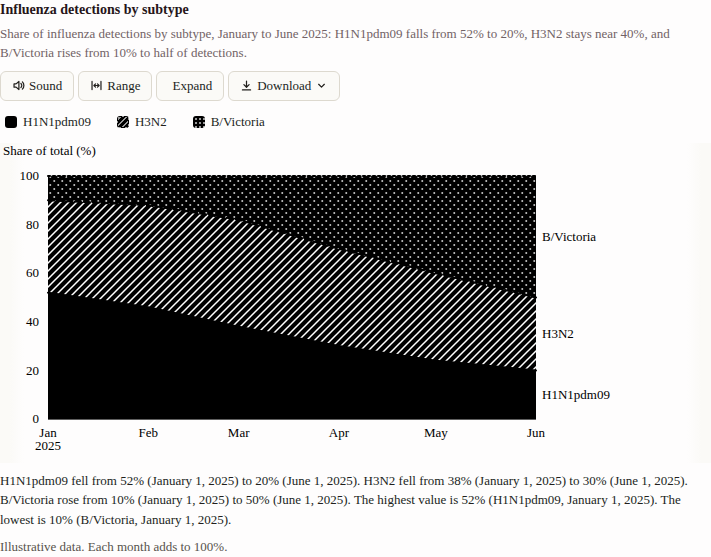 Influenza detections by subtype
Share of influenza detections by subtype, January to June 2025: H1N1pdm09 falls from 52% to 20%, H3N2 stays near 40%, and
B/Victoria rises from 10% to half of detections.
Sound Range Expand Download
H1N1pdm09 H3N2 B/Victoria
Share of total (%)
100
80
B/Victoria
60
40
H3N2
20
H1N1pdm09
0
Jan Feb Mar Apr May Jun
2025
H1N1pdm09 fell from 52% (January 1, 2025) to 20% (June 1, 2025). H3N2 fell from 38% (January 1, 2025) to 30% (June 1, 2025).
B/Victoria rose from 10% (January 1, 2025) to 50% (June 1, 2025). The highest value is 52% (H1N1pdm09, January 1, 2025). The
lowest is 10% (B/Victoria, January 1, 2025).
Illustrative data. Each month adds to 100%.